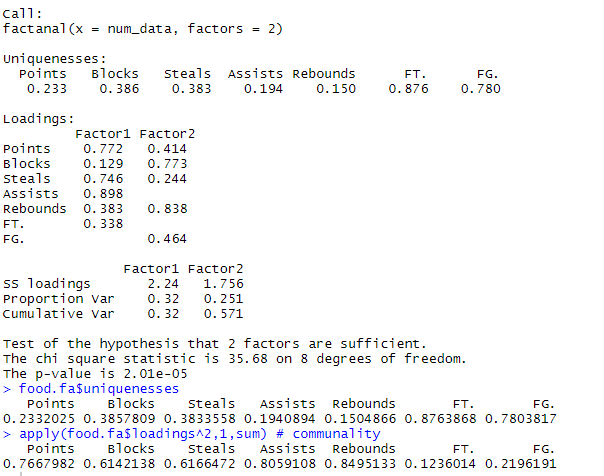 Call:
factanal(x = num_data, factors = 2)
Uniquenesses:
Points Blocks Steals Assists Rebounds FT. FG.
0.233 0.386 0.383 0.194 0.150 0.876 0.780
Loadings:
Factor1 Factor2
Points 0.772 0.414
Blocks 0.129 0.773
Steals 0.746 0.244
Assists 0.898
Rebounds 0.383 0.838
FT. 0.338
FG. 0.464
Factor1 Factor2
SS loadings 2.24 1.756
Proportion Var 0.32 0.251
Cumulative Var 0.32 0.571
Test of the hypothesis that 2 factors are sufficient.
The chi square statistic is 35.68 on 8 degrees of freedom.
The p-value is 2.01e-05
> food.fa$uniquenesses
Points Blocks Steals Assists Rebounds FT. FG.
0.2332025 0.3857809 0.3833558 0.1940894 0.1504866 0.8763868 0.7803817
> apply(food.fa$loadings^2,1,sum) # communality
Points Blocks Steals Assists Rebounds FT. FG.
0.7667982 0.6142138 0.6166472 0.8059108 0.8495133 0.1236014 0.2196191